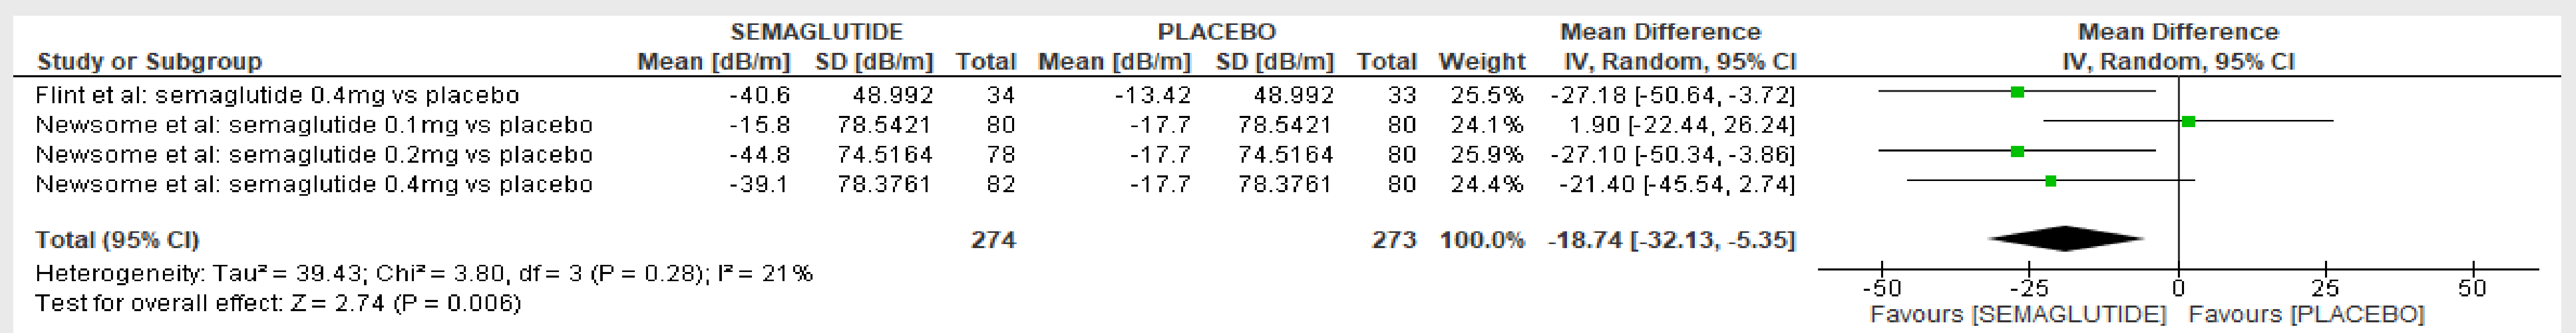 SEMAGLUTIDE PLACEBO Mean Difference Mean Difference
Study or Subgroup Mean [dB/m] SD [dB/m] Total Mean [dB/m] SD [dB/m] Total Weight IV, Random, 95% CI IV, Random, 95% CI
Flint et al: semaglutide 0.4mg vs placebo -40.6 48.992 34 -13.42 48.992 33 25.5% -27.18 [-50.64, -3.72]
Newsome et al: semaglutide 0.1mg vs placebo -15.8 78.5421 80 -17.7 78.5421 80 24.1% 1.90 [-22.44, 26.24]
Newsome et al: semaglutide 0.2mg vs placebo -44.8 74.5164 78 -17.7 74.5164 80 25.9% -27.10 [-50.34, -3.86]
Newsome et al: semaglutide 0.4mg vs placebo -39.1 78.3761 82 -17.7 78.3761 80 24.4% -21.40 [-45.54, 2.74]
Total (95% CI) 274 273 100.0% -18.74 [-32.13, -5.35]
Heterogeneity: Tau² = 39.43; Chi² = 3.80, df = 3 (P = 0.28); I² = 21%
Test for overall effect: Z = 2.74 (P = 0.006)
-50 -25 0 25 50
Favours [SEMAGLUTIDE] Favours [PLACEBO]